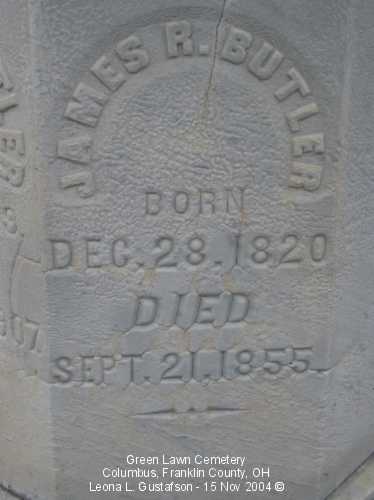 JAMES R. BUTLER
BORN
DEC. 28, 1820
DIED
SEPT. 21, 1855.
Green Lawn Cemetery
Columbus, Franklin County, OH
Leona L. Gustafson - 15 Nov 2004 ©